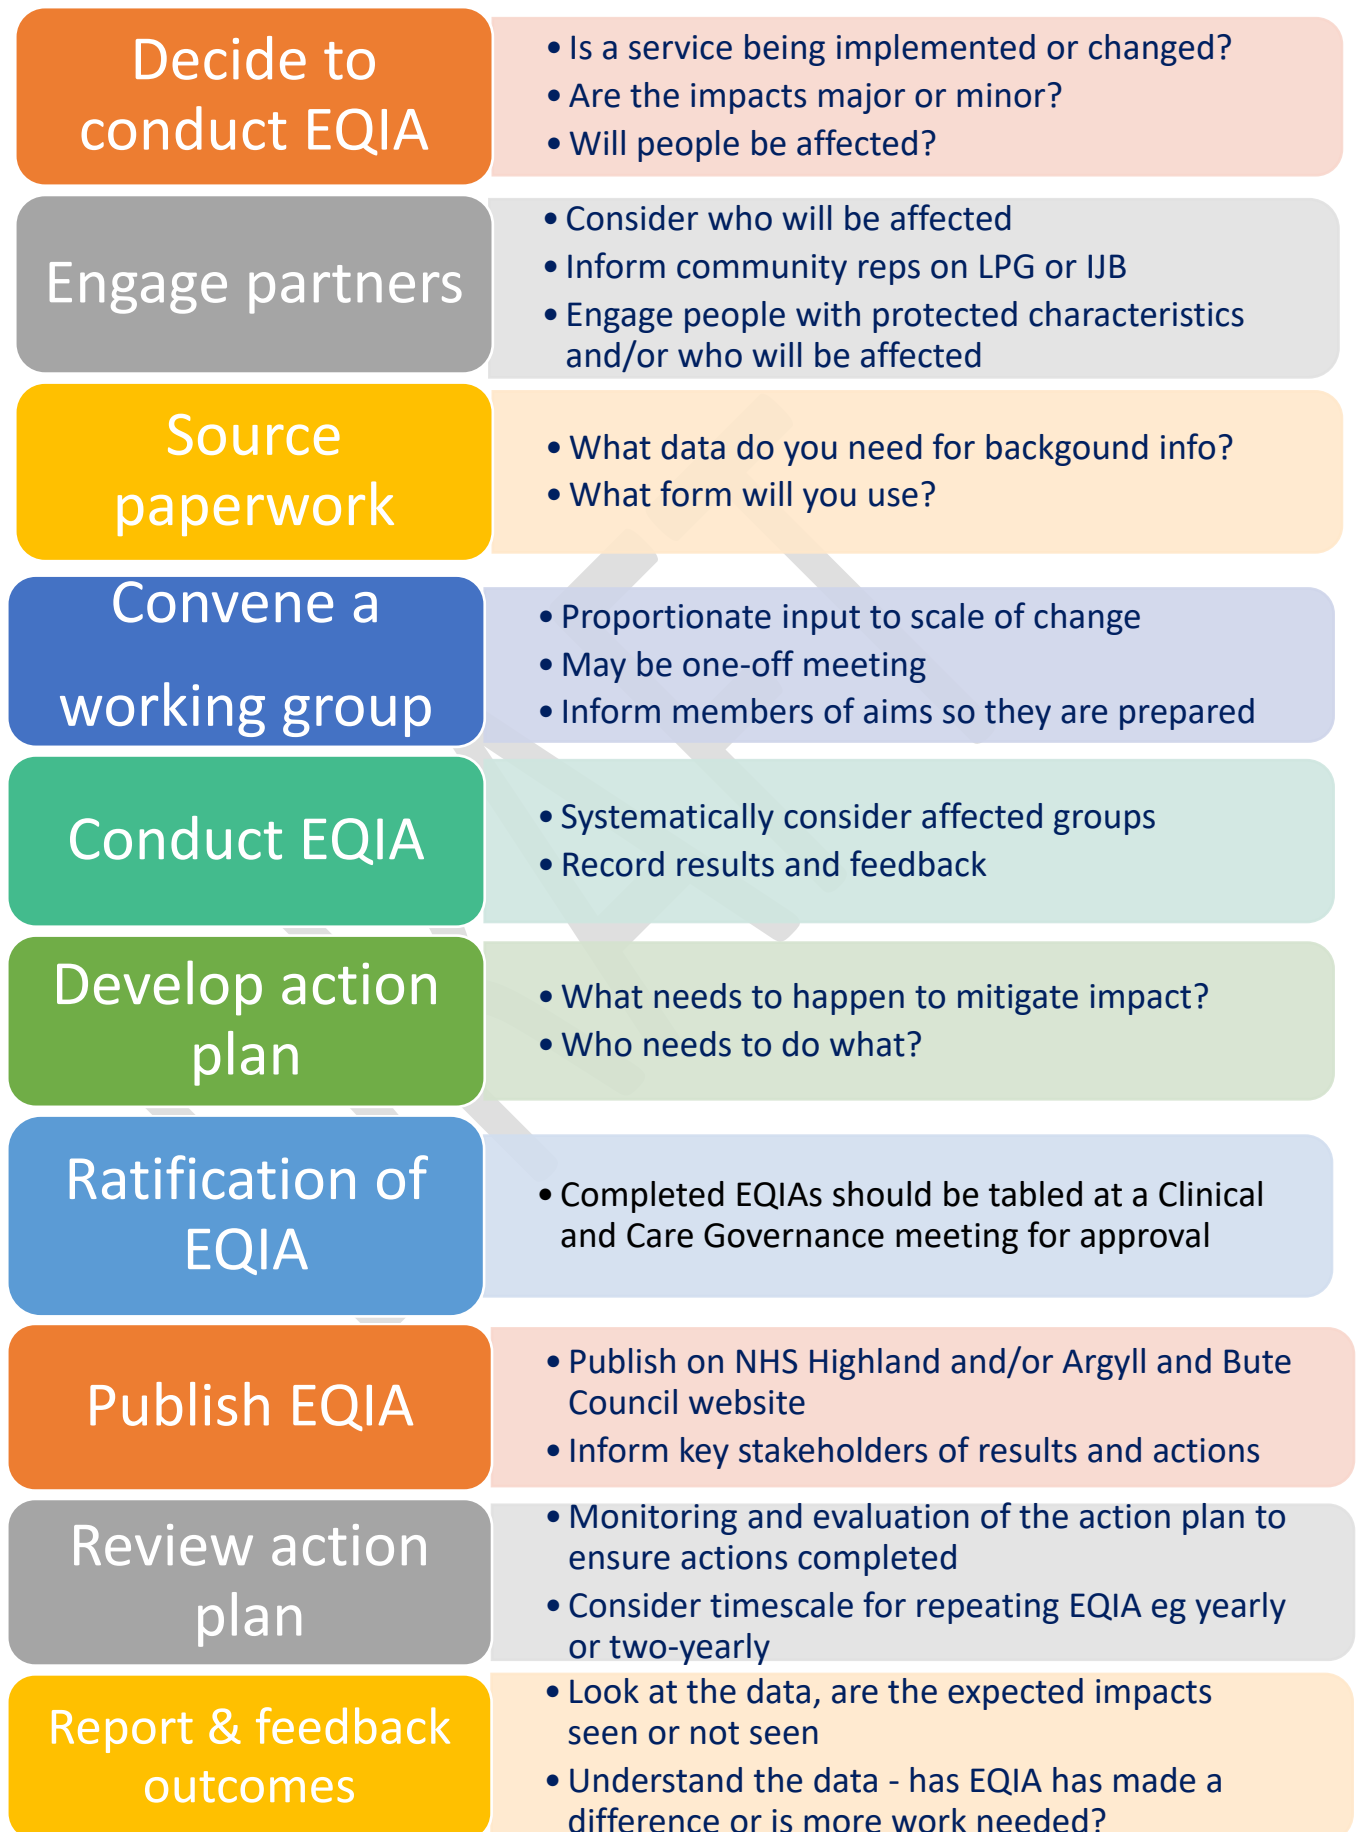 Decide to
conduct EQIA
• Is a service being implemented or changed?
• Are the impacts major or minor?
• Will people be affected?
Engage partners
• Consider who will be affected
• Inform community reps on LPG or IJB
• Engage people with protected characteristics
and/or who will be affected
Source
paperwork
• What data do you need for backgound info?
• What form will you use?
Convene a
working group
• Proportionate input to scale of change
• May be one-off meeting
• Inform members of aims so they are prepared
Conduct EQIA
• Systematically consider affected groups
• Record results and feedback
Develop action
plan
• What needs to happen to mitigate impact?
• Who needs to do what?
Ratification of
EQIA
• Completed EQIAs should be tabled at a Clinical
and Care Governance meeting for approval
Publish EQIA
• Publish on NHS Highland and/or Argyll and Bute
Council website
• Inform key stakeholders of results and actions
Review action
plan
• Monitoring and evaluation of the action plan to
ensure actions completed
• Consider timescale for repeating EQIA eg yearly
or two-yearly
Report & feedback
outcomes
• Look at the data, are the expected impacts
seen or not seen
• Understand the data - has EQIA has made a
difference or is more work needed?